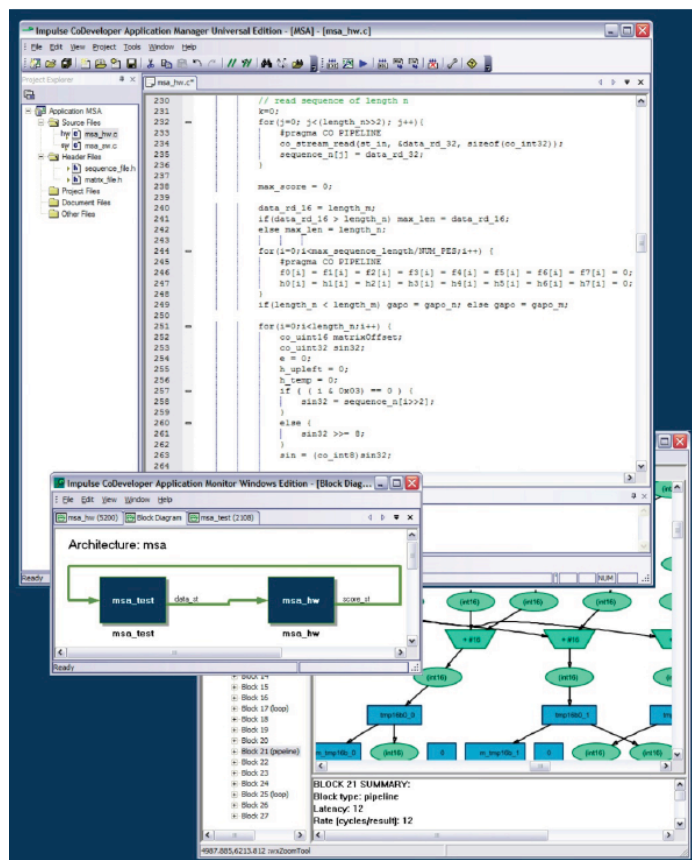 Impulse CoDeveloper Application Manager Universal Edition - [MSA] - [msa_hw.c]
File Edit View Project Tools Window Help
Project Explorer
msa_hw.c*
Application MSA
Source Files
msa_hw.c
msa_sw.c
Header Files
sequence_file.h
matrix_file.h
Project Files
Document Files
Other Files
230 // read sequence of length n
231 k=0;
232 for(j=0; j<(length_n>>2); j++){
233 #pragma CO PIPELINE
234 co_stream_read(st_in, &data_rd_32, sizeof(co_int32));
235 sequence_n[j] = data_rd_32;
236 }
237
238 max_score = 0;
239
240 data_rd_16 = length_m;
241 if(data_rd_16 > length_n) max_len = data_rd_16;
242 else max_len = length_n;
243
244 for(i=0;i<max_sequence_length/NUM_PES;i++) {
245 #pragma CO PIPELINE
246 f0[i] = f1[i] = f2[i] = f3[i] = f4[i] = f5[i] = f6[i] = f7[i] = 0;
247 h0[i] = h1[i] = h2[i] = h3[i] = h4[i] = h5[i] = h6[i] = h7[i] = 0;
248 }
249 if(length_n < length_m) gapo = gapo_n; else gapo = gapo_m;
250
251 for(i=0;i<length_n;i++) {
252 co_uint16 matrixOffset;
253 co_uint32 sin32;
254 e = 0;
255 h_upleft = 0;
256 h_temp = 0;
257 if ( ( i & 0x03) == 0 ) {
258 sin32 = sequence_n[i>>2];
259 }
260 else {
261 sin32 >>= 8;
262 }
263 sin = (co_int8)sin32;
264
Ready NUM
Impulse CoDeveloper Application Monitor Windows Edition - [Block Diag...
File Edit View Window Help
msa_hw (5200) Block Diagram msa_test (2108)
Architecture: msa
msa_test data_st msa_hw score_st
msa_test msa_hw
Ready
(int16) (int16) (int16)
+ #16 + #16
(int16) (int16)
tmp16b0_0 tmp16b0_1
m_tmp16b_0 (int16) 0 m_tmp16b_1 0 (int16) (int16)
Block 14
Block 15
Block 16
Block 17 (loop)
Block 18
Block 19
Block 20
Block 21 (pipeline)
Block 22
Block 23
Block 24
Block 25 (loop)
Block 26
Block 27
BLOCK 21 SUMMARY:
Block type: pipeline
Latency: 12
Rate (cycles/result): 12
4987.885,6213.812 :wxZoomTool